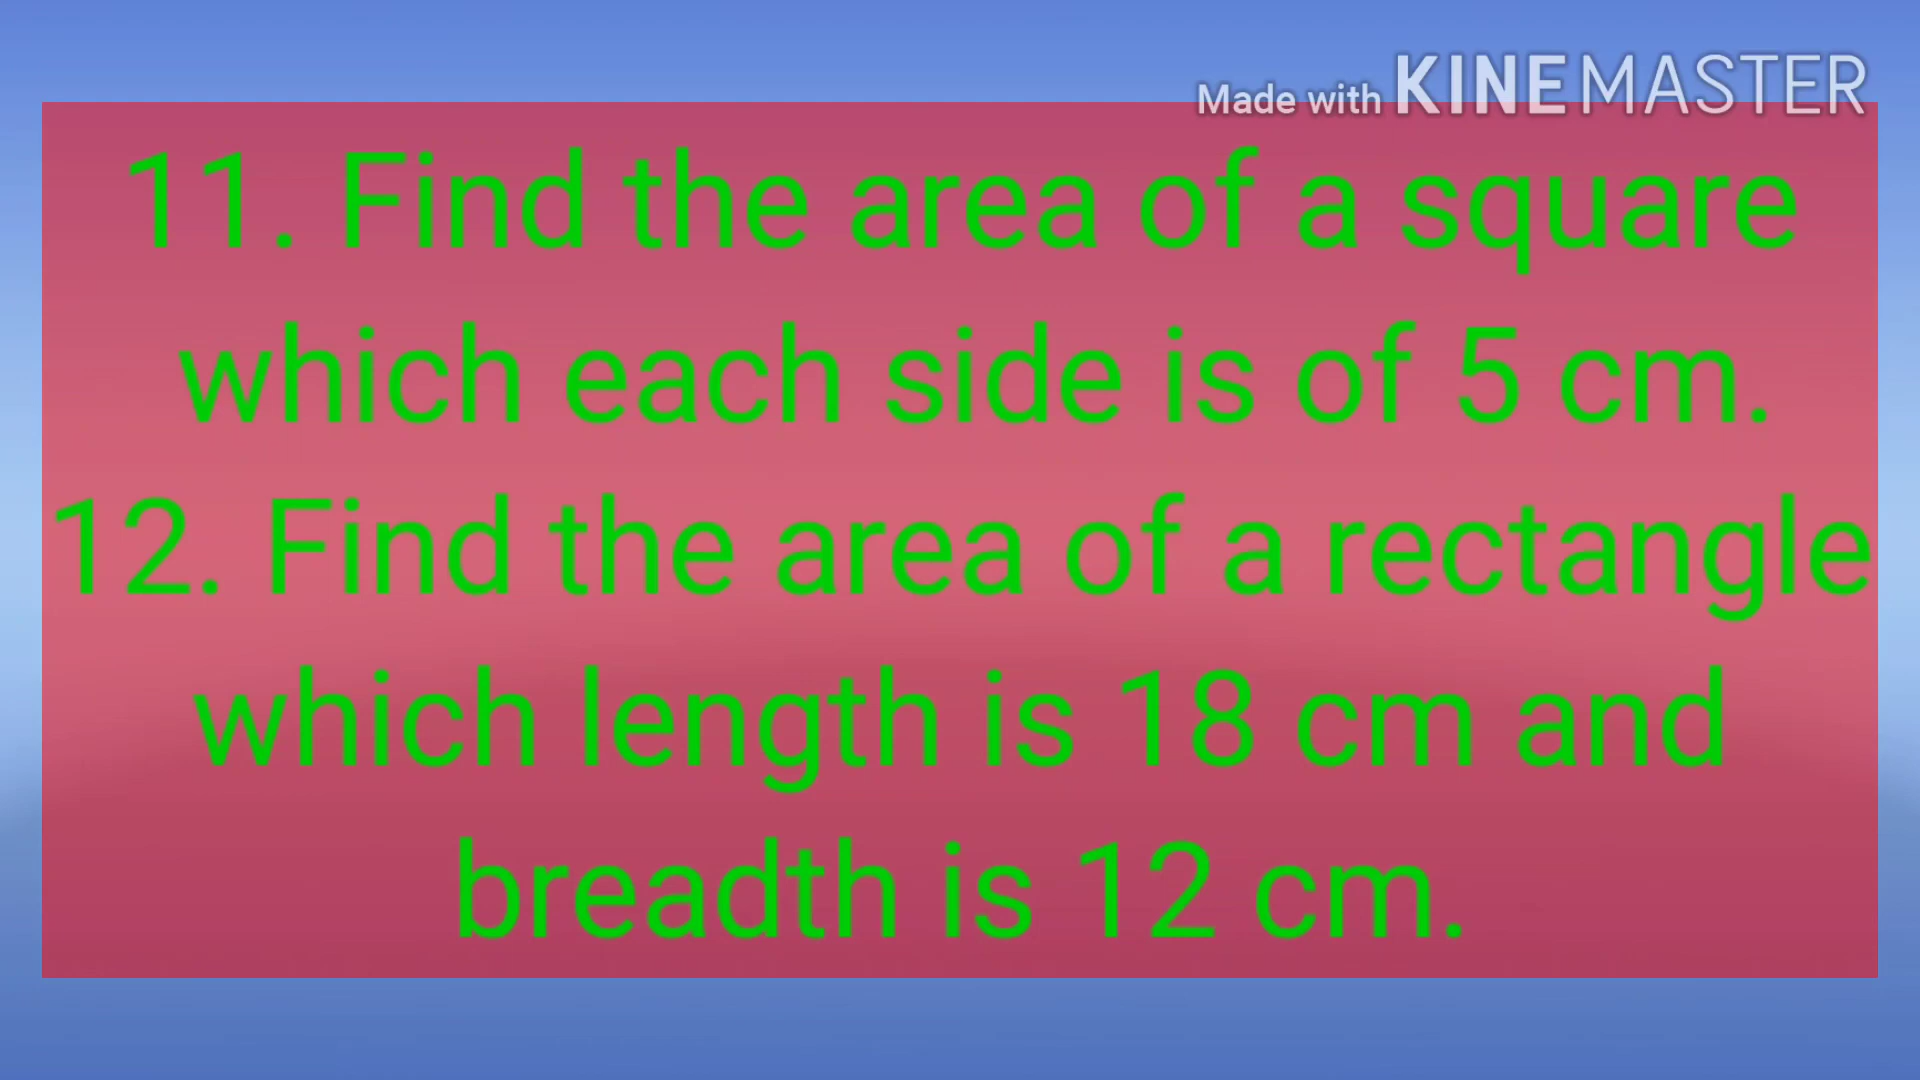 Made with KINEMASTER
11. Find the area of a square
which each side is of 5 cm.
12. Find the area of a rectangle
which length is 18 cm and
breadth is 12 cm.